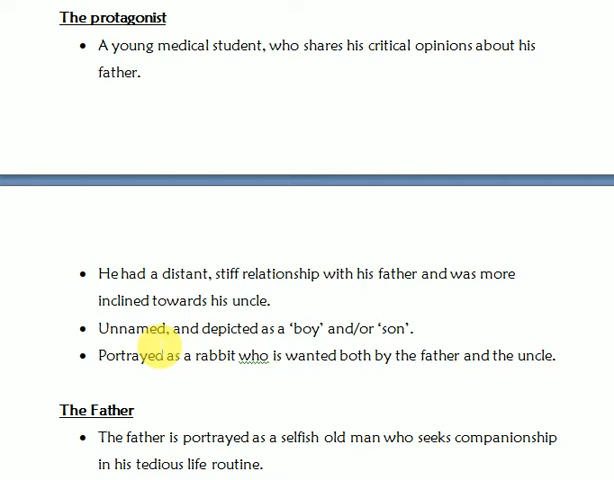 The protagonist
• A young medical student, who shares his critical opinions about his
father.
• He had a distant, stiff relationship with his father and was more
inclined towards his uncle.
• Unnamed, and depicted as a ‘boy’ and/or ‘son’.
• Portrayed as a rabbit who is wanted both by the father and the uncle.
The Father
• The father is portrayed as a selfish old man who seeks companionship
in his tedious life routine.